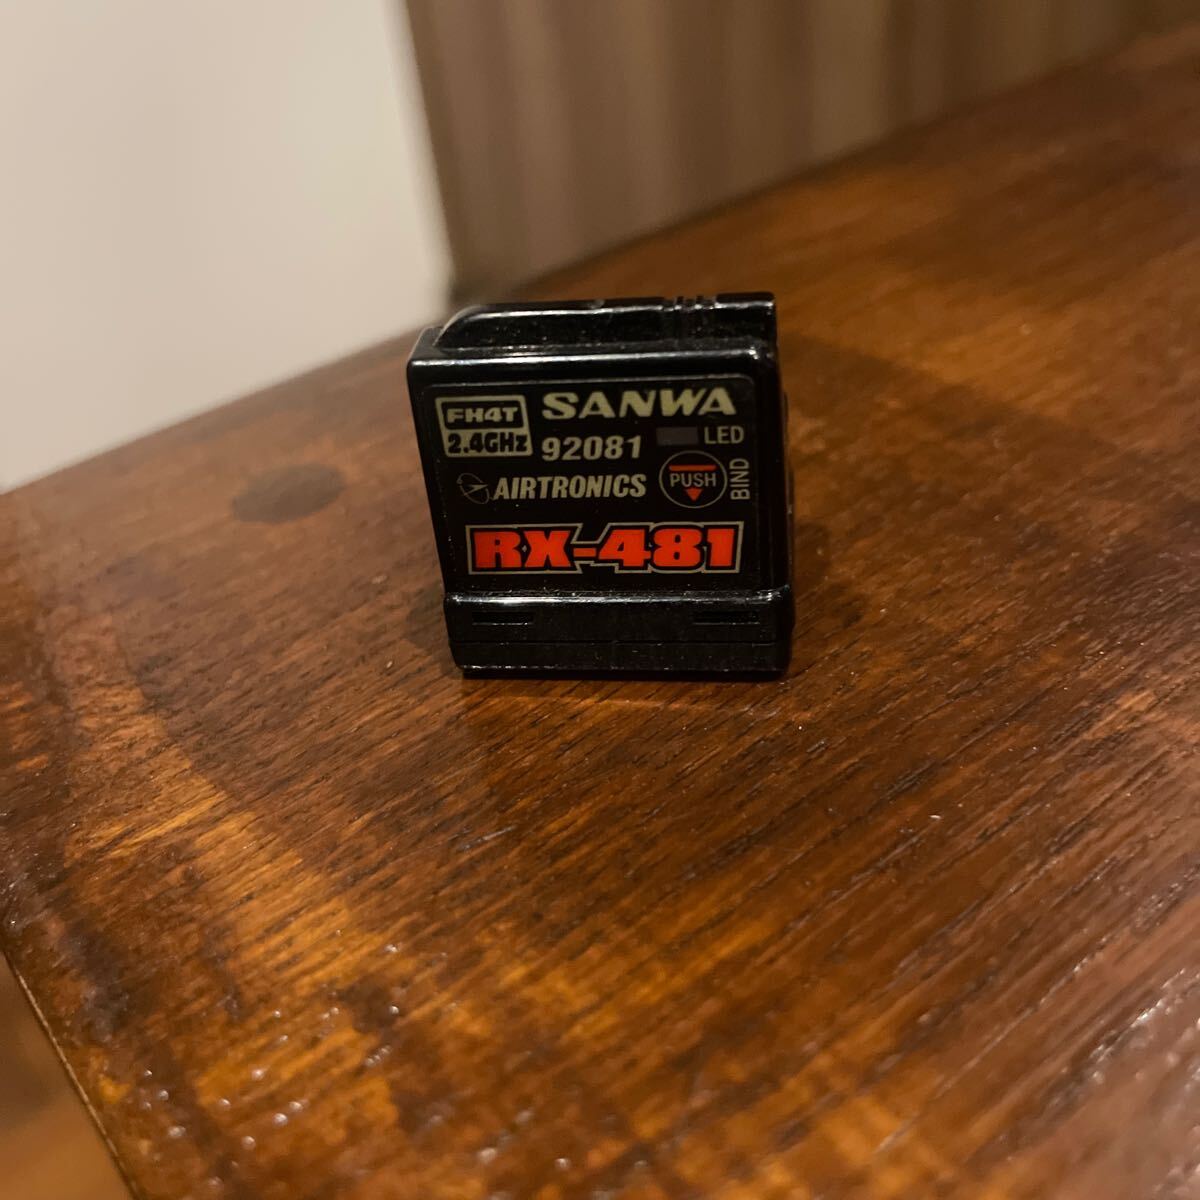 FH4T
2.4GHz
SANWA
92081
LED
AIRTRONICS
PUSH
BIND
RX-481